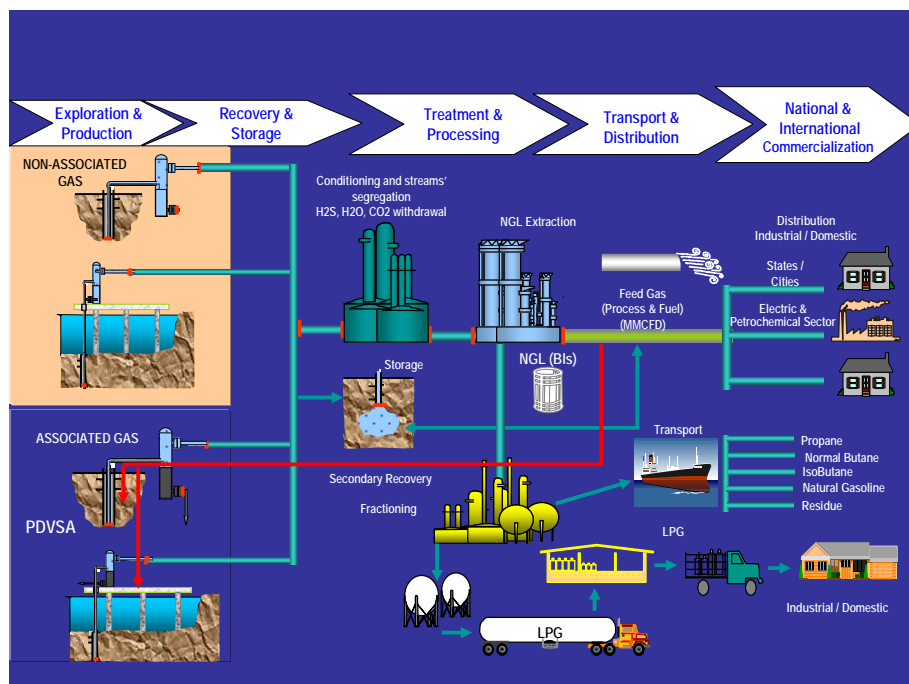 Exploration &
Production
Recovery &
Storage
Treatment &
Processing
Transport &
Distribution
National &
International
Commercialization
NON-ASSOCIATED
GAS
Conditioning and streams'
segregation
H2S, H2O, CO2 withdrawal
NGL Extraction
Distribution
Industrial / Domestic
States /
Cities
Feed Gas
(Process & Fuel)
(MMCFD)
Electric &
Petrochemical Sector
NGL (Bls)
Storage
ASSOCIATED GAS
Transport
Propane
Normal Butane
IsoButane
Natural Gasoline
Residue
Secondary Recovery
Fractioning
PDVSA
LPG
LPG
Industrial / Domestic